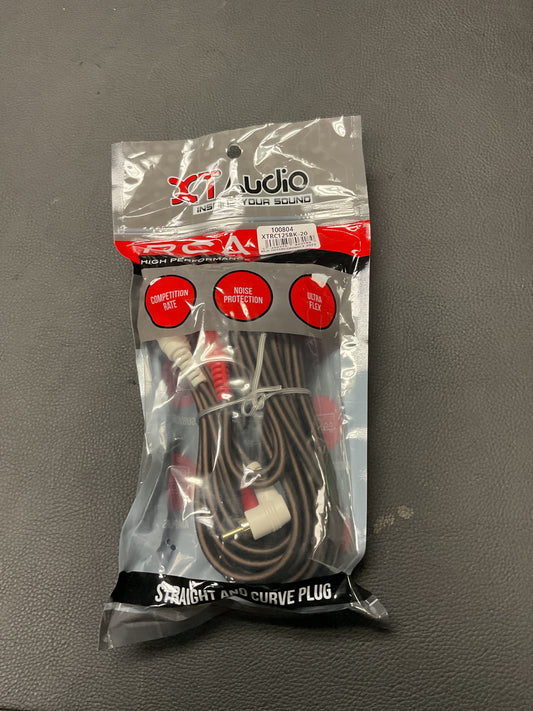 XT Audio
INSPIRE YOUR SOUND
100804
XTRC12SBK-20
RCA
HIGH PERFORMANCE
COMPETITION
RATE
NOISE
PROTECTION
ULTRA
FLEX
STRAIGHT AND CURVE PLUG